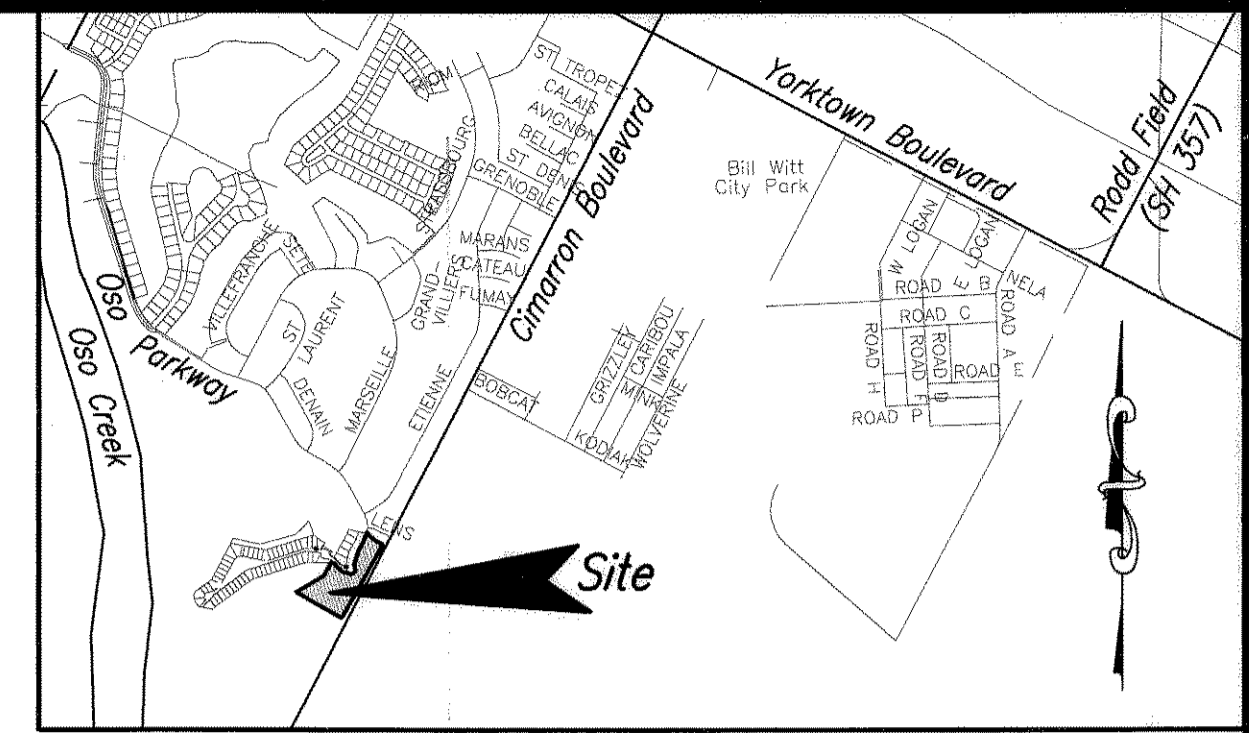 ST TROPEZ
CALAIS
AVIGNON
BELLAC
ST DENIS
GRENOBLE
STRASBOURG
Cimarron Boulevard
Yorktown Boulevard
Rodd Field
(SH 357)
Bill Witt
City Park
W LOGAN
E LOGAN
NELA
ROAD B
ROAD C
ROAD A
ROAD E
ROAD D
ROAD F
ROAD H
ROAD
ROAD P
MARANS
CATEAU
FUMAY
GRAND-
VILLIERS
VILLEFRANCHE
SETE
ST
LAURENT
DENAIN
MARSEILLE
ETIENNE
Oso
Parkway
Oso Creek
BOBCAT
GRIZZLEY
CARIBOU
MINK
IMPALA
WOLVERINE
KODIAK
LENS
Site